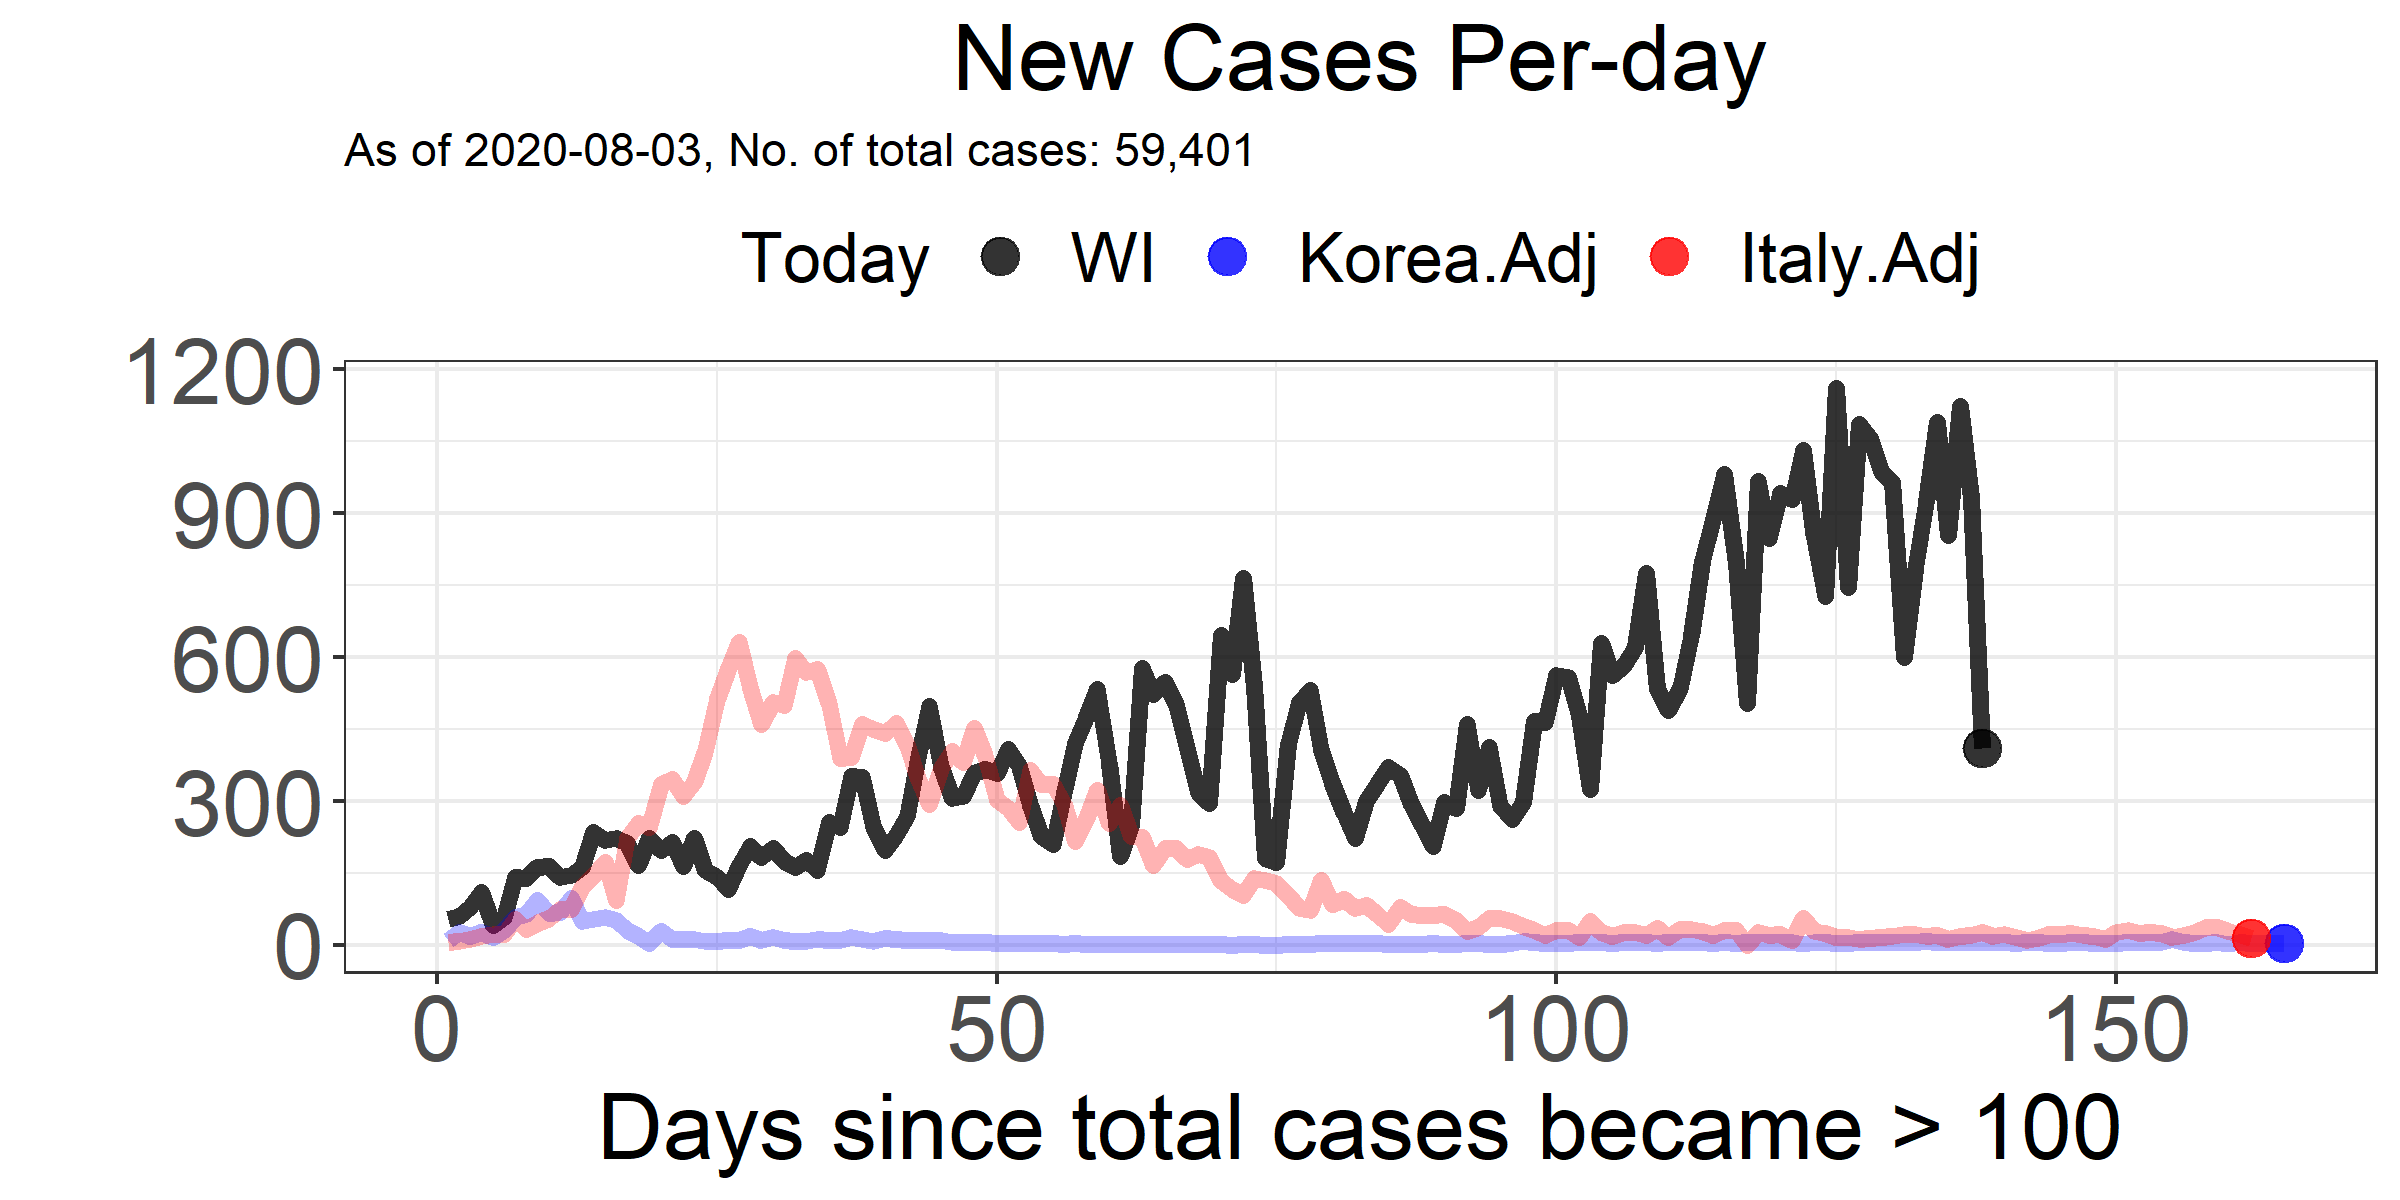 New Cases Per-day
As of 2020-08-03, No. of total cases: 59,401
Today WI Korea.Adj Italy.Adj
1200
900
600
300
0
0 50 100 150
Days since total cases became > 100